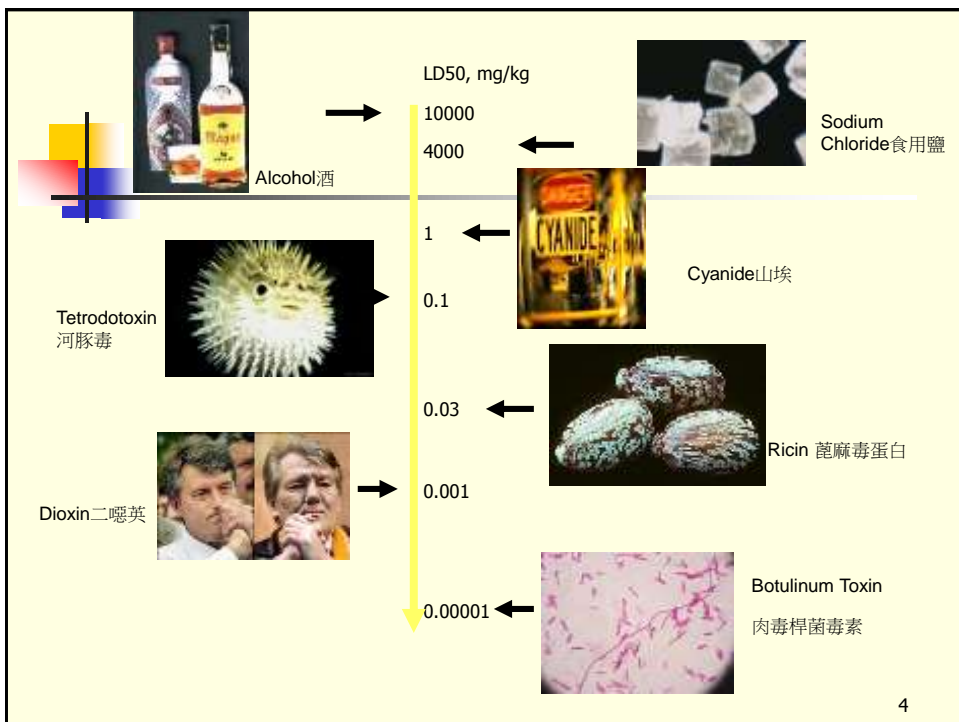 LD50, mg/kg
10000
4000
Alcohol酒
Sodium
Chloride食用鹽
1
DANGER
CYANIDE
Cyanide山埃
Tetrodotoxin
河豚毒
0.1
0.03
Ricin 蓖麻毒蛋白
Dioxin二噁英
0.001
0.00001
Botulinum Toxin
肉毒桿菌毒素
4